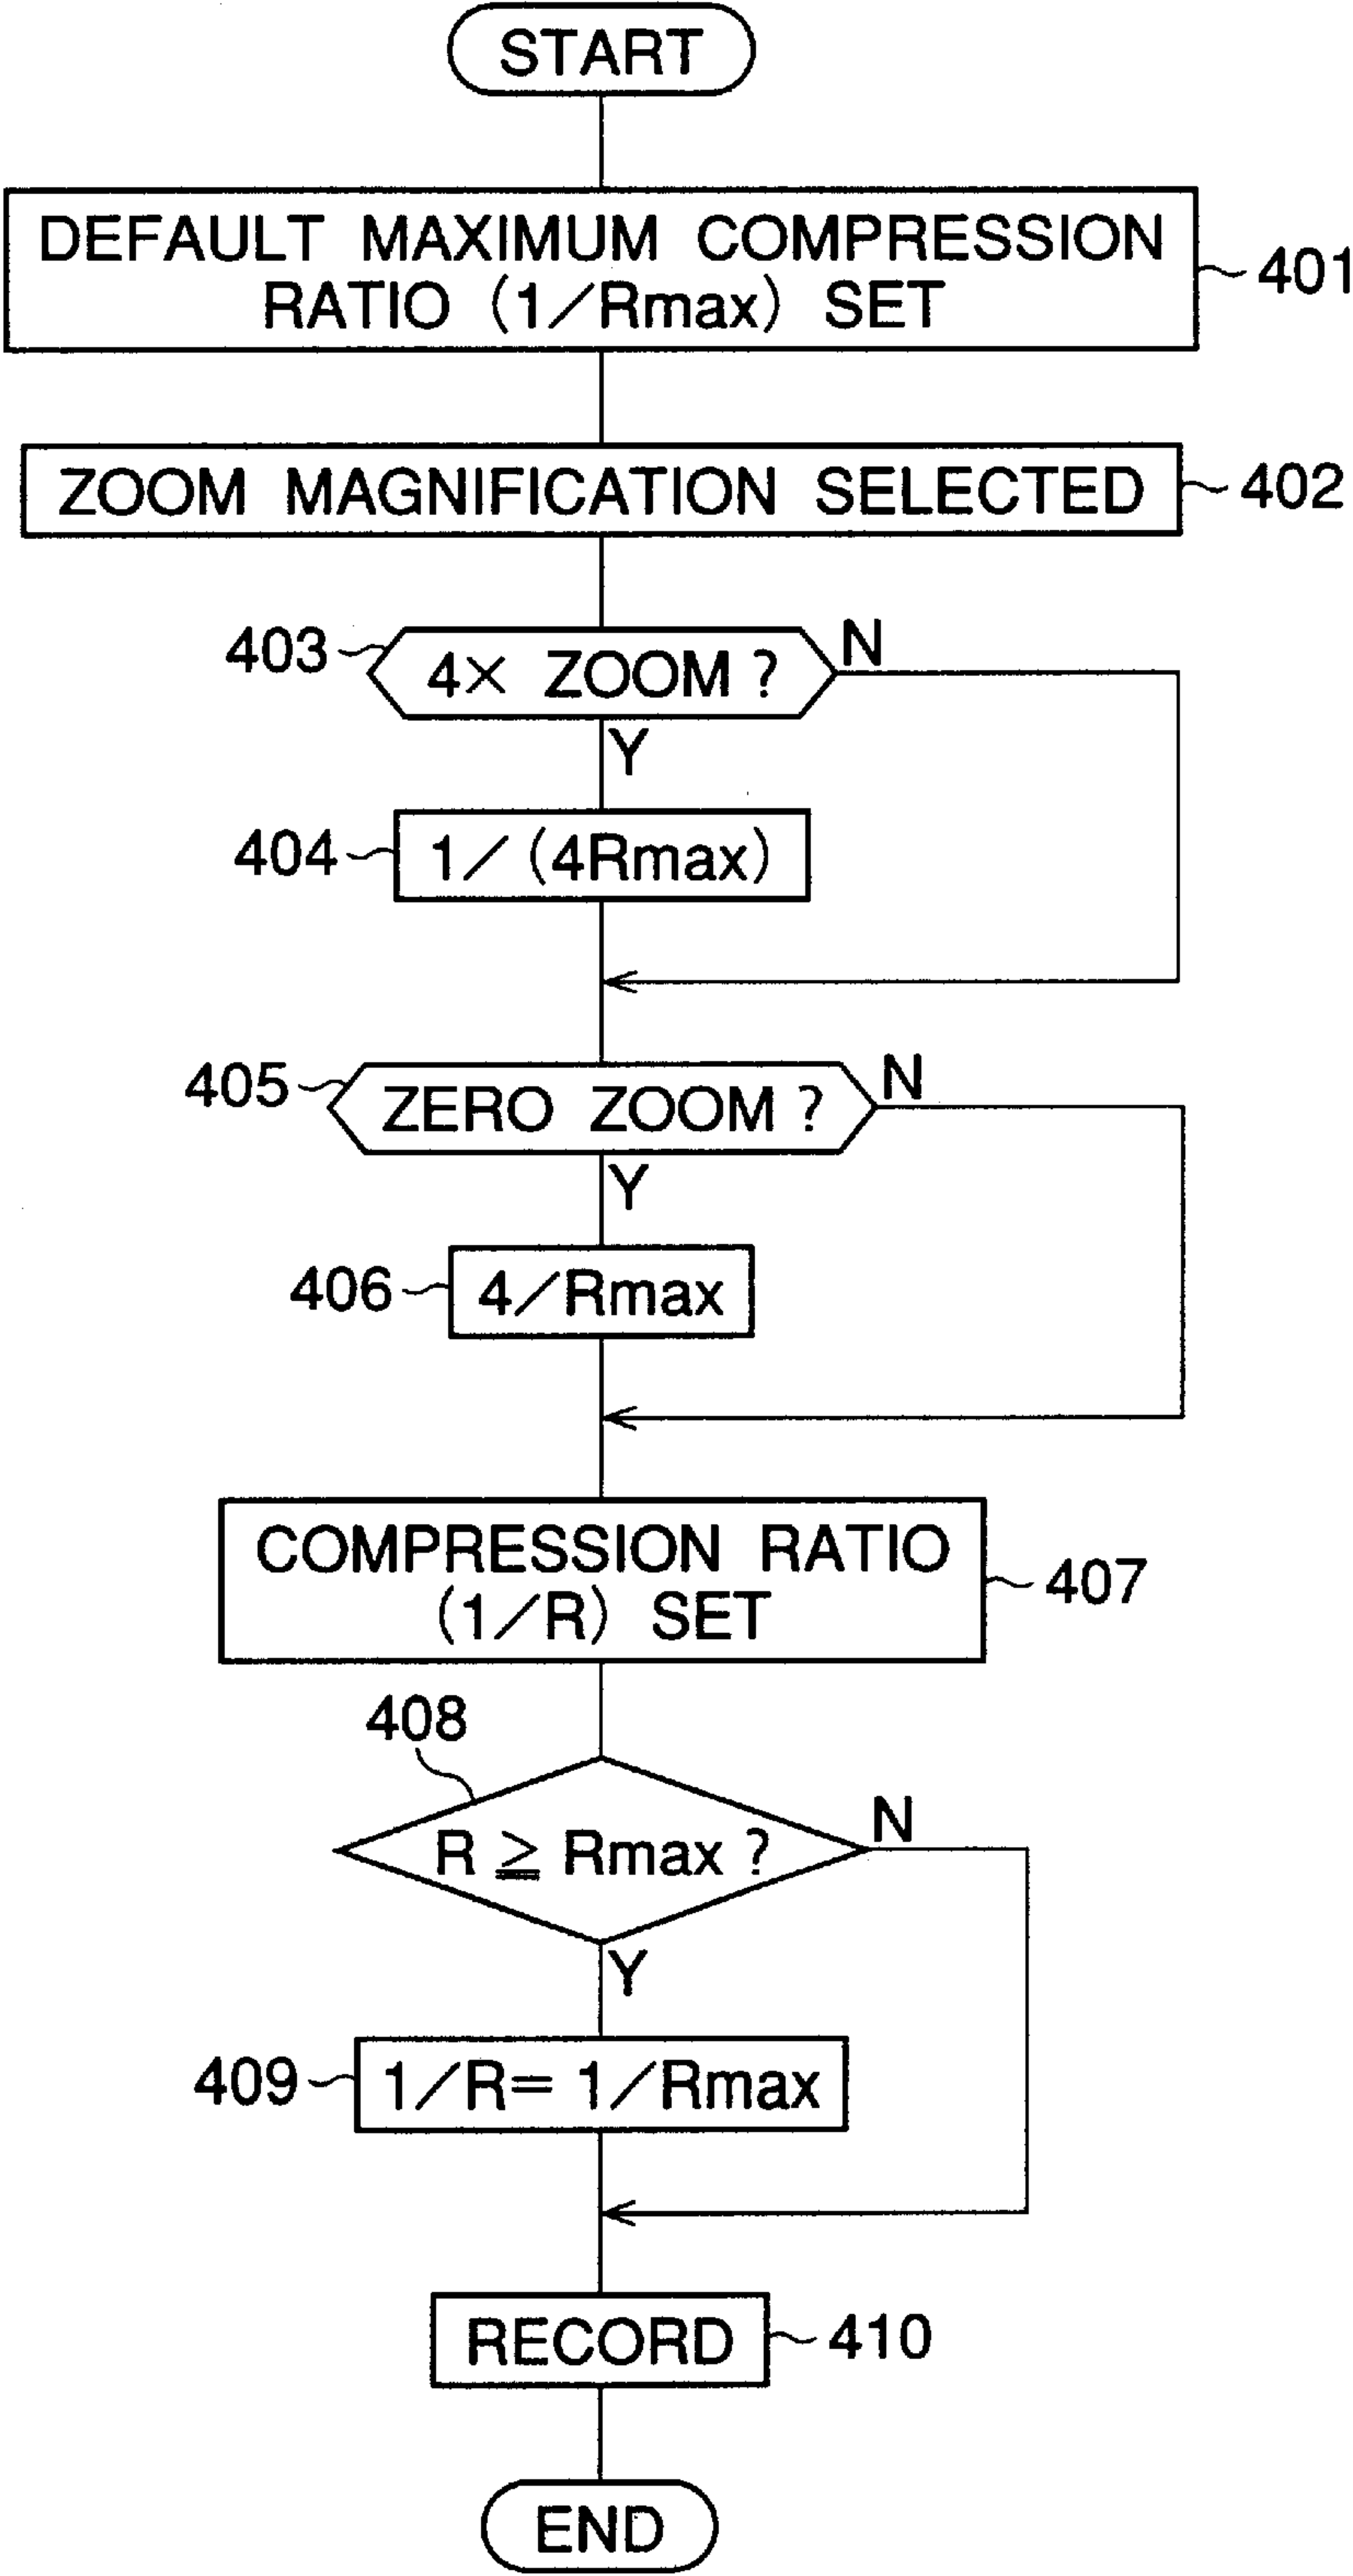 START
DEFAULT MAXIMUM COMPRESSION
RATIO (1/Rmax) SET
401
ZOOM MAGNIFICATION SELECTED
402
403
4× ZOOM ?
N
Y
404
1/ (4Rmax)
405
ZERO ZOOM ?
N
Y
406
4/Rmax
COMPRESSION RATIO
(1/R) SET
407
408
R ≧ Rmax ?
N
Y
409
1/R= 1/Rmax
RECORD
410
END